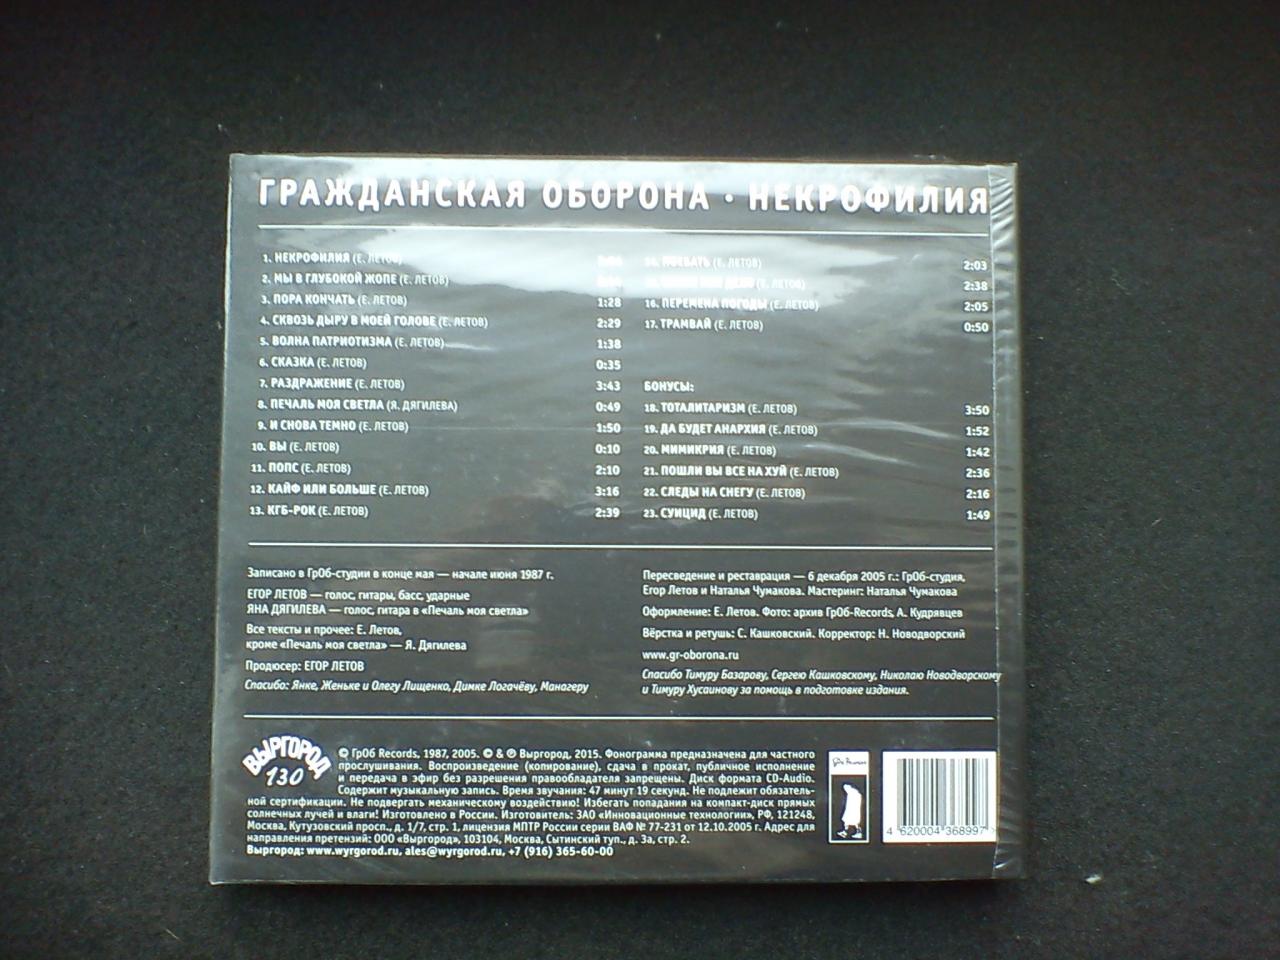 ГРАЖДАНСКАЯ ОБОРОНА · НЕКРОФИЛИЯ
1. НЕКРОФИЛИЯ (Е. ЛЕТОВ)
2. МЫ В ГЛУБОКОЙ ЖОПЕ (Е. ЛЕТОВ)
3. ПОРА КОНЧАТЬ (Е. ЛЕТОВ) 1:28
4. СКВОЗЬ ДЫРУ В МОЕЙ ГОЛОВЕ (Е. ЛЕТОВ) 2:29
5. ВОЛНА ПАТРИОТИЗМА (Е. ЛЕТОВ) 1:38
6. СКАЗКА (Е. ЛЕТОВ) 0:35
7. РАЗДРАЖЕНИЕ (Е. ЛЕТОВ) 3:43
8. ПЕЧАЛЬ МОЯ СВЕТЛА (Я. ДЯГИЛЕВА) 0:49
9. И СНОВА ТЕМНО (Е. ЛЕТОВ) 1:50
10. ВЫ (Е. ЛЕТОВ) 0:10
11. ПОПС (Е. ЛЕТОВ) 2:10
12. КАЙФ ИЛИ БОЛЬШЕ (Е. ЛЕТОВ) 3:16
13. КГБ-РОК (Е. ЛЕТОВ) 2:39
14. (Е. ЛЕТОВ) 2:03
(Е. ЛЕТОВ) 2:38
16. ПЕРЕМЕНА ПОГОДЫ (Е. ЛЕТОВ) 2:05
17. ТРАМВАЙ (Е. ЛЕТОВ) 0:50
БОНУСЫ:
18. ТОТАЛИТАРИЗМ (Е. ЛЕТОВ) 3:50
19. ДА БУДЕТ АНАРХИЯ (Е. ЛЕТОВ) 1:52
20. МИМИКРИЯ (Е. ЛЕТОВ) 1:42
21. ПОШЛИ ВЫ ВСЕ НА ХУЙ (Е. ЛЕТОВ) 2:36
22. СЛЕДЫ НА СНЕГУ (Е. ЛЕТОВ) 2:16
23. СУИЦИД (Е. ЛЕТОВ) 1:49
Записано в ГрОб-студии в конце мая — начале июня 1987 г.
ЕГОР ЛЕТОВ — голос, гитары, басс, ударные
ЯНА ДЯГИЛЕВА — голос, гитара в «Печаль моя светла»
Все тексты и прочее: Е. Летов,
кроме «Печаль моя светла» — Я. Дягилева
Продюсер: ЕГОР ЛЕТОВ
Спасибо: Янке, Женьке и Олегу Лищенко, Димке Логачёву, Манагеру
Пересведение и реставрация — 6 декабря 2005 г.: ГрОб-студия,
Егор Летов и Наталья Чумакова. Мастеринг: Наталья Чумакова
Оформление: Е. Летов. Фото: архив ГрОб-Records, А. Кудрявцев
Вёрстка и ретушь: С. Кашковский. Корректор: Н. Новодворский
www.gr-oborona.ru
Спасибо Тимуру Базарову, Сергею Кашковскому, Николаю Новодворскому
и Тимуру Хусаинову за помощь в подготовке издания.
ВЫРГОРОД
130
© ГрОб Records, 1987, 2005. © & ℗ Выргород, 2015. Фонограмма предназначена для частного
прослушивания. Воспроизведение (копирование), сдача в прокат, публичное исполнение
и передача в эфир без разрешения правообладателя запрещены. Диск формата CD-Audio.
Содержит музыкальную запись. Время звучания: 47 минут 19 секунд. Не подлежит обязатель-
ной сертификации. Не подвергать механическому воздействию! Избегать попадания на компакт-диск прямых
солнечных лучей и влаги! Изготовлено в России. Изготовитель: ЗАО «Инновационные технологии», РФ, 121248,
Москва, Кутузовский просп., д. 1/7, стр. 1, лицензия МПТР России серии ВАФ № 77-231 от 12.10.2005 г. Адрес для
направления претензий: ООО «Выргород», 103104, Москва, Сытинский туп., д. 3а, стр. 2.
Выргород: www.wyrgorod.ru, ales@wyrgorod.ru, +7 (916) 365-60-00
4 620004 368997 >